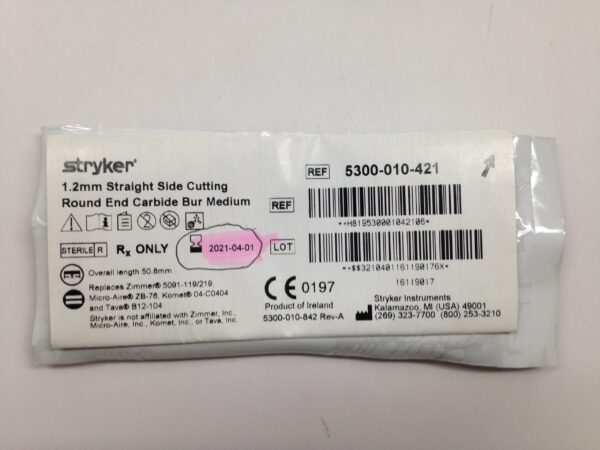 stryker®
1.2mm Straight Side Cutting
Round End Carbide Bur Medium
STERILE R
Rx ONLY
2021-04-01
Overall length 50.8mm
Replaces Zimmer® 5091-119/219,
Micro-Aire® ZB-76, Komet® 04-C0404
and Tava® B12-104
Stryker is not affiliated with Zimmer, Inc.,
Micro-Aire, Inc., Komet, Inc., or Tava, Inc.
REF 5300-010-421
REF
*+H819530001042106*
LOT
*+$$3210401161190176X*
16119017
CE 0197
Product of Ireland
5300-010-842 Rev-A
Stryker Instruments
Kalamazoo, MI (USA) 49001
(269) 323-7700 (800) 253-3210